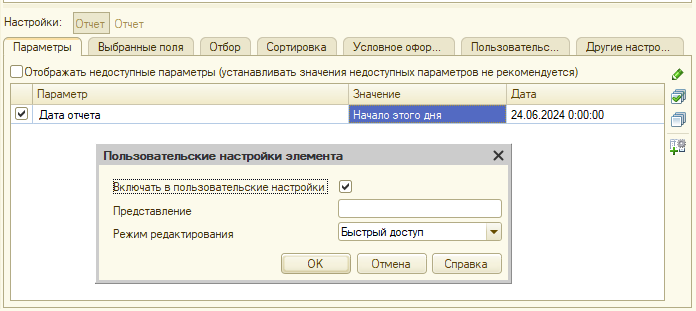 Настройки: Отчет Отчет
Параметры Выбранные поля Отбор Сортировка Условное офор... Пользовательс... Другие настро...
Отображать недоступные параметры (устанавливать значения недоступных параметров не рекомендуется)
Параметр Значение Дата
Дата отчета Начало этого дня 24.06.2024 0:00:00
Пользовательские настройки элемента
Включать в пользовательские настройки
Представление
Режим редактирования Быстрый доступ
OK Отмена Справка